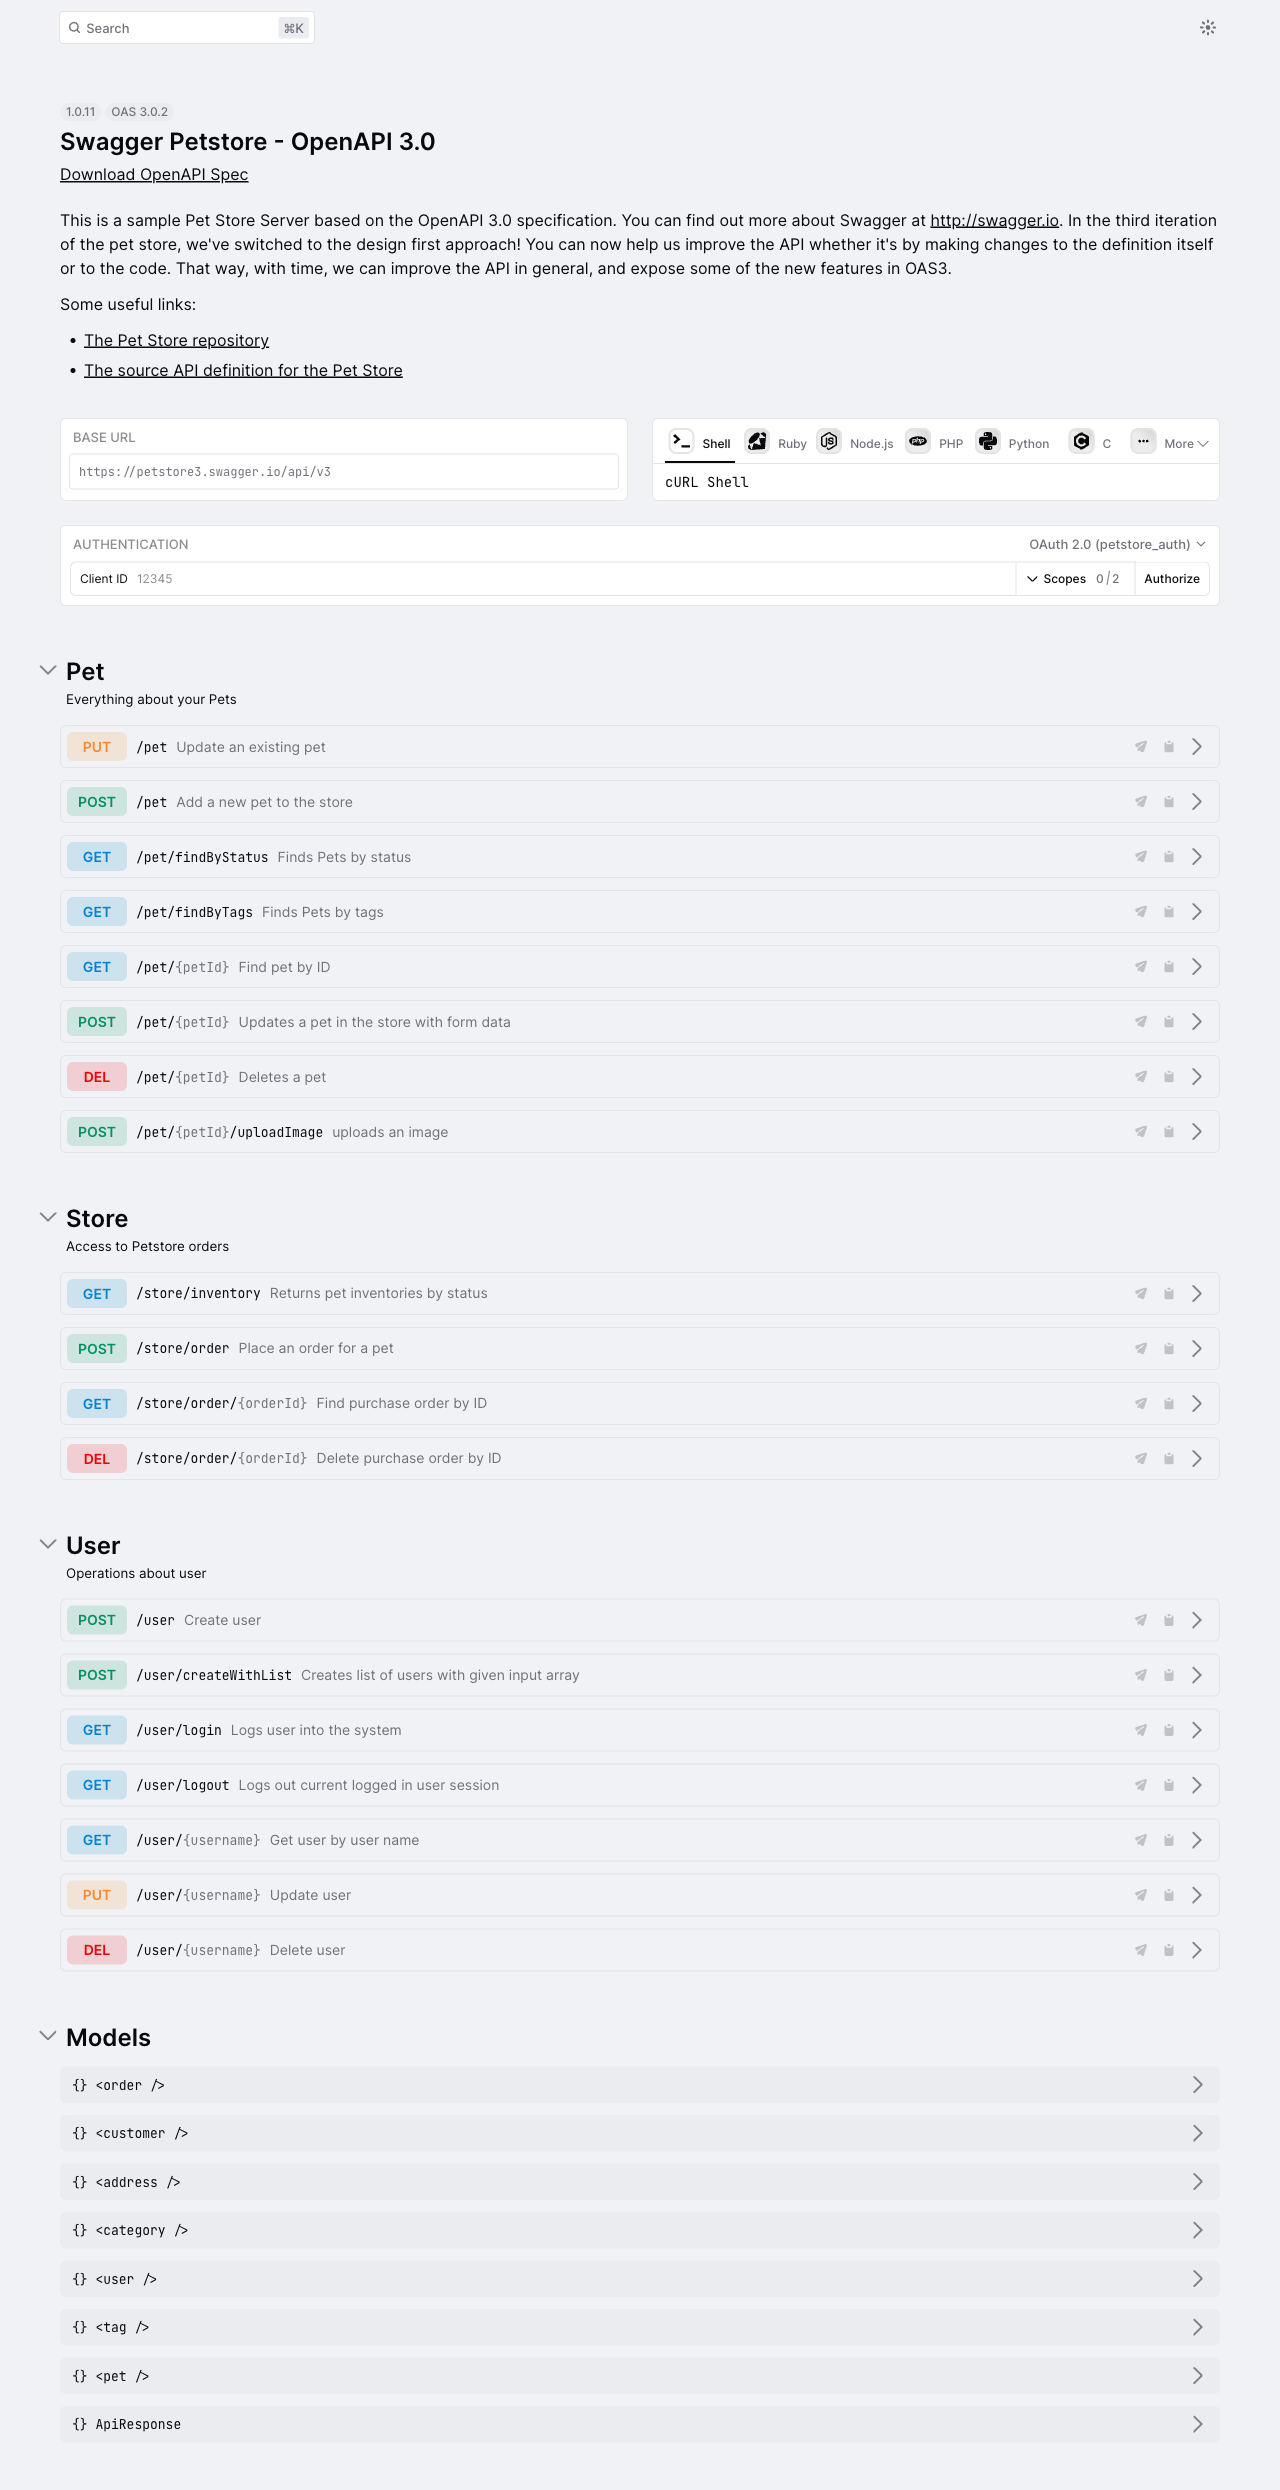 Search ⌘K
1.0.11 OAS 3.0.2
Swagger Petstore - OpenAPI 3.0
Download OpenAPI Spec
This is a sample Pet Store Server based on the OpenAPI 3.0 specification. You can find out more about Swagger at http://swagger.io. In the third iteration
of the pet store, we've switched to the design first approach! You can now help us improve the API whether it's by making changes to the definition itself
or to the code. That way, with time, we can improve the API in general, and expose some of the new features in OAS3.
Some useful links:
• The Pet Store repository
• The source API definition for the Pet Store
BASE URL
https://petstore3.swagger.io/api/v3
Shell Ruby Node.js php PHP Python C More
cURL Shell
AUTHENTICATION OAuth 2.0 (petstore_auth)
Client ID 12345 Scopes 0/2 Authorize
Pet
Everything about your Pets
PUT /pet Update an existing pet
POST /pet Add a new pet to the store
GET /pet/findByStatus Finds Pets by status
GET /pet/findByTags Finds Pets by tags
GET /pet/{petId} Find pet by ID
POST /pet/{petId} Updates a pet in the store with form data
DEL /pet/{petId} Deletes a pet
POST /pet/{petId}/uploadImage uploads an image
Store
Access to Petstore orders
GET /store/inventory Returns pet inventories by status
POST /store/order Place an order for a pet
GET /store/order/{orderId} Find purchase order by ID
DEL /store/order/{orderId} Delete purchase order by ID
User
Operations about user
POST /user Create user
POST /user/createWithList Creates list of users with given input array
GET /user/login Logs user into the system
GET /user/logout Logs out current logged in user session
GET /user/{username} Get user by user name
PUT /user/{username} Update user
DEL /user/{username} Delete user
Models
{} <order />
{} <customer />
{} <address />
{} <category />
{} <user />
{} <tag />
{} <pet />
{} ApiResponse